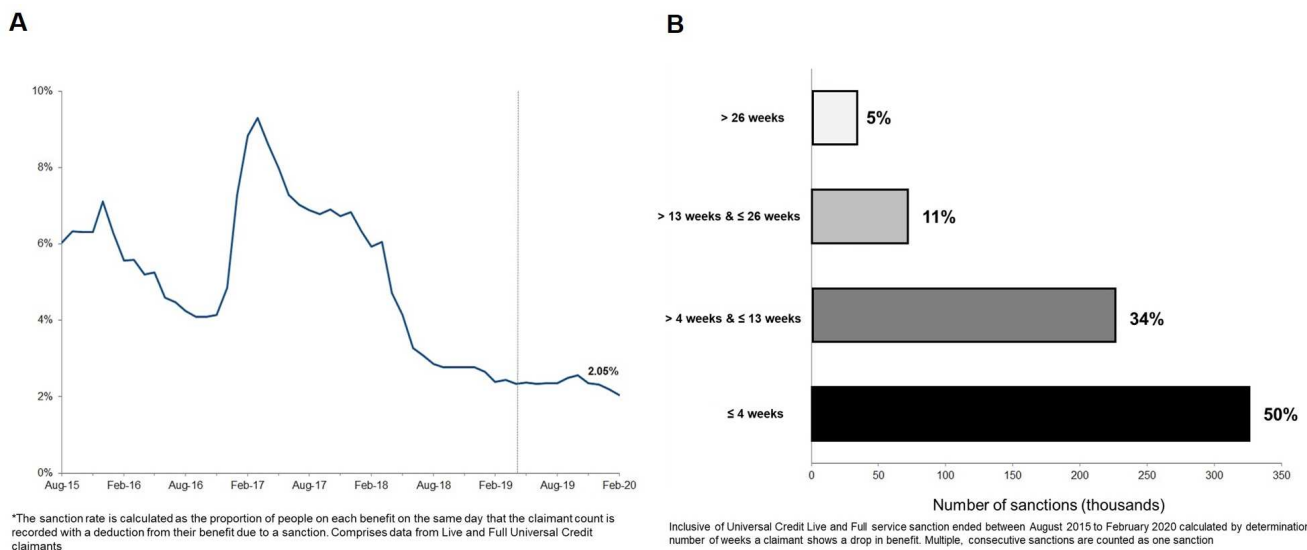 A
10%
8%
6%
4%
2%
0%
2.05%
Aug-15 Feb-16 Aug-16 Feb-17 Aug-17 Feb-18 Aug-18 Feb-19 Aug-19 Feb-20
*The sanction rate is calculated as the proportion of people on each benefit on the same day that the claimant count is
recorded with a deduction from their benefit due to a sanction. Comprises data from Live and Full Universal Credit
claimants
B
> 26 weeks 5%
> 13 weeks & ≤ 26 weeks 11%
> 4 weeks & ≤ 13 weeks 34%
≤ 4 weeks 50%
0 50 100 150 200 250 300 350
Number of sanctions (thousands)
Inclusive of Universal Credit Live and Full service sanction ended between August 2015 to February 2020 calculated by determination
number of weeks a claimant shows a drop in benefit. Multiple, consecutive sanctions are counted as one sanction